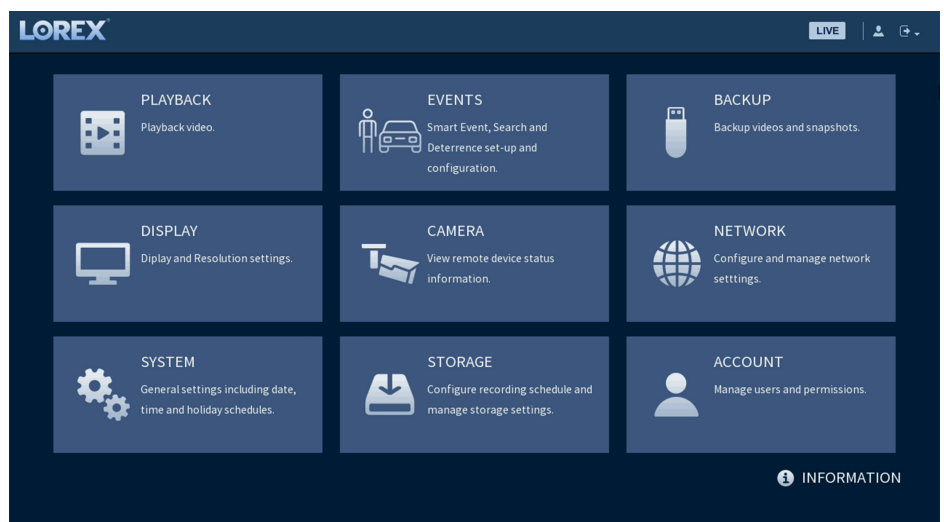 LOREX
LIVE
PLAYBACK
Playback video.
EVENTS
Smart Event, Search and
Deterrence set-up and
configuration.
BACKUP
Backup videos and snapshots.
DISPLAY
Diplay and Resolution settings.
CAMERA
View remote device status
information.
NETWORK
Configure and manage network
setttings.
SYSTEM
General settings including date,
time and holiday schedules.
STORAGE
Configure recording schedule and
manage storage settings.
ACCOUNT
Manage users and permissions.
INFORMATION